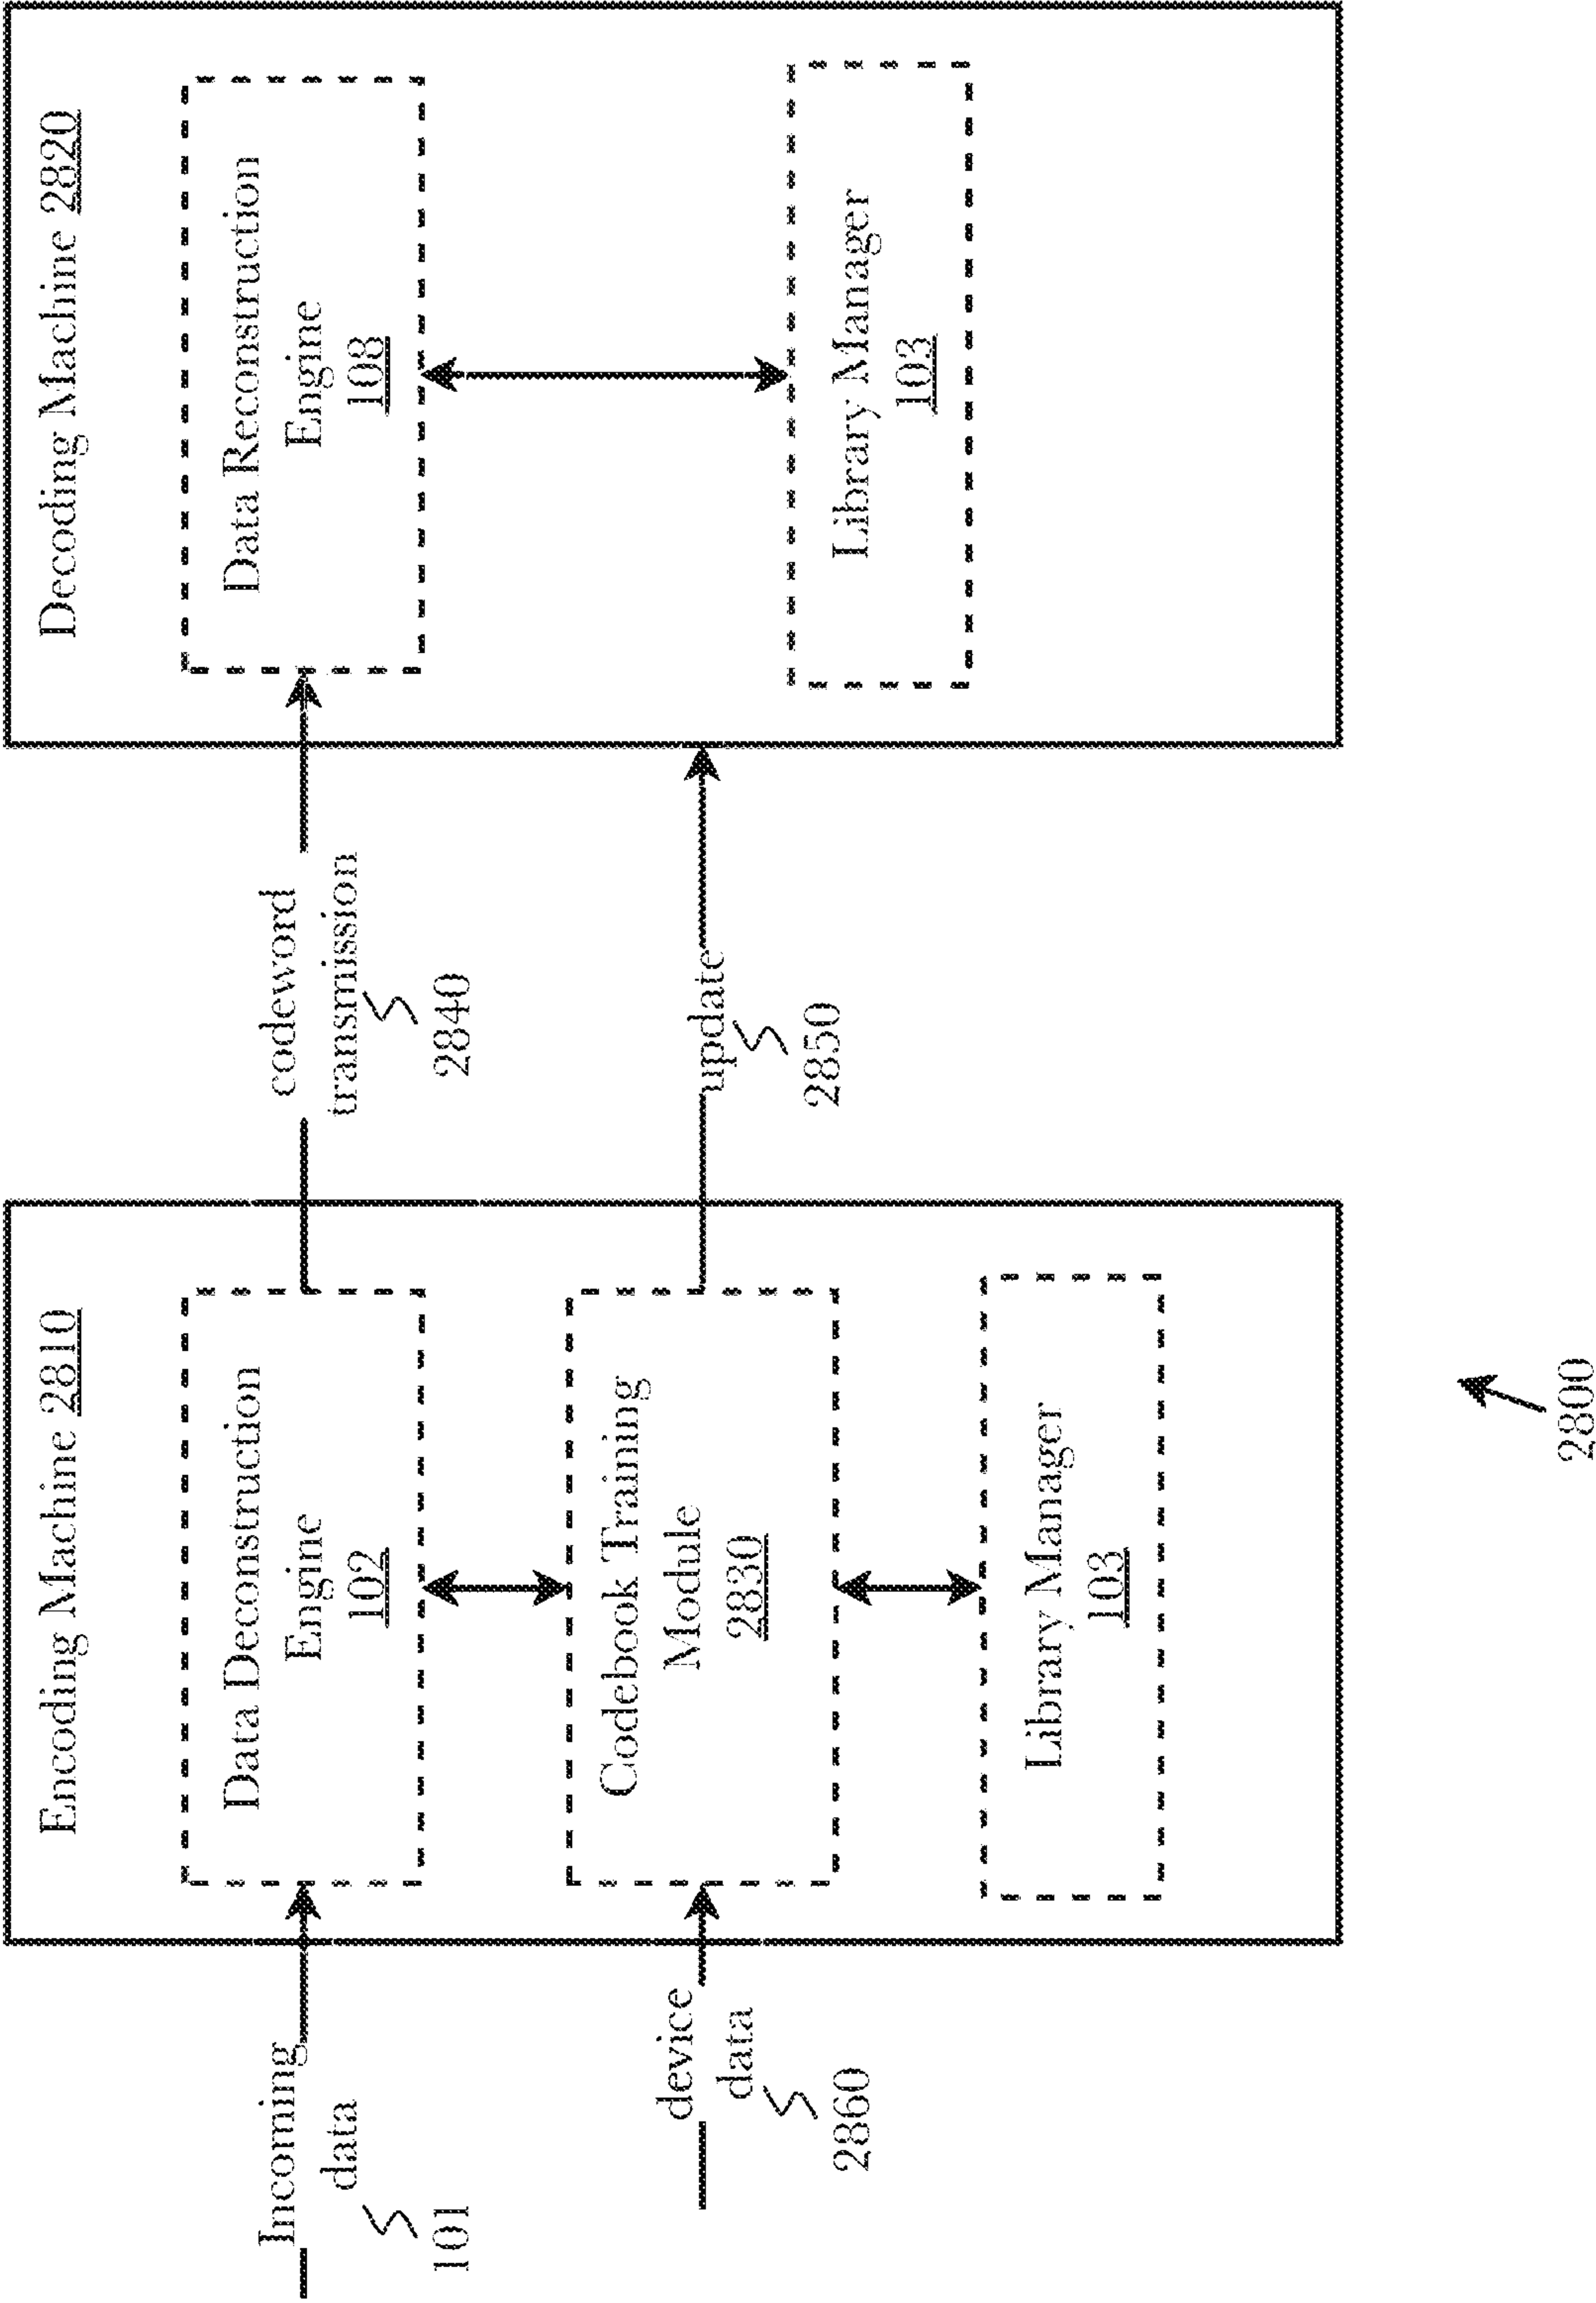 Encoding Machine 2810
Decoding Machine 2820
Incoming
data
101
Data Deconstruction
Engine
102
codeword
transmission
2840
Data Reconstruction
Engine
108
device
data
2860
Codebook Training
Module
2830
update
2850
Library Manager
103
Library Manager
103
2800